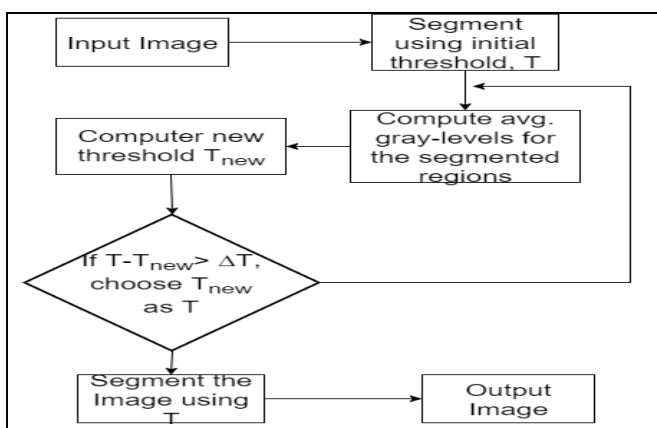 Input Image
Segment
using initial
threshold, T
Compute avg.
gray-levels for
the segmented
regions
Computer new
threshold Tnew
If T-Tnew> ΔT,
choose Tnew
as T
Segment the
Image using
T
Output
Image